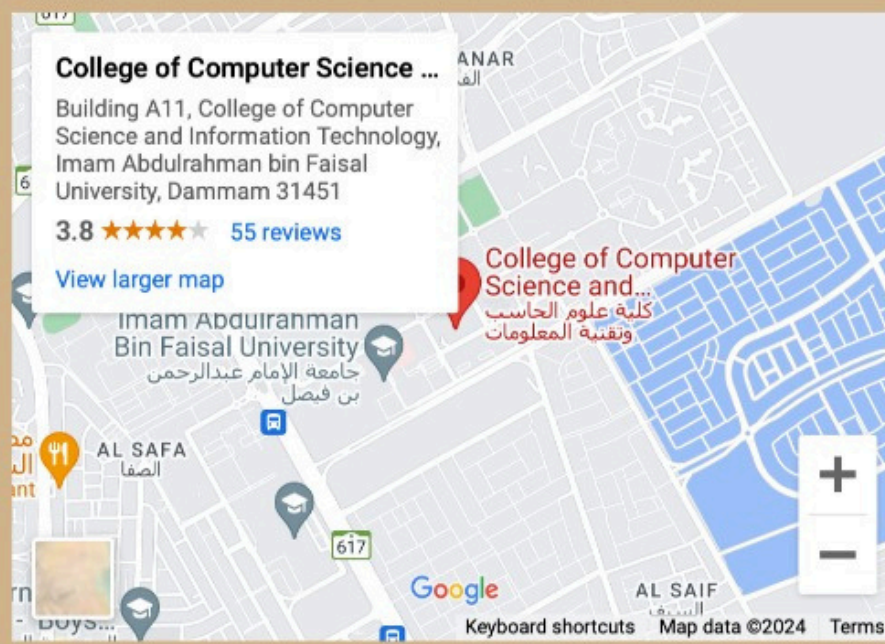 617
College of Computer Science ...
Building A11, College of Computer
Science and Information Technology,
Imam Abdulrahman bin Faisal
University, Dammam 31451
3.8 55 reviews
View larger map
ANAR
6
College of Computer
Science and...
كلية علوم الحاسب
وتقنية المعلومات
Imam Abdulrahman
Bin Faisal University
جامعة الإمام عبدالرحمن
بن فيصل
AL SAFA
الصفا
ant
617
Google
AL SAIF
السيف
- Boys...
Keyboard shortcuts Map data ©2024 Terms